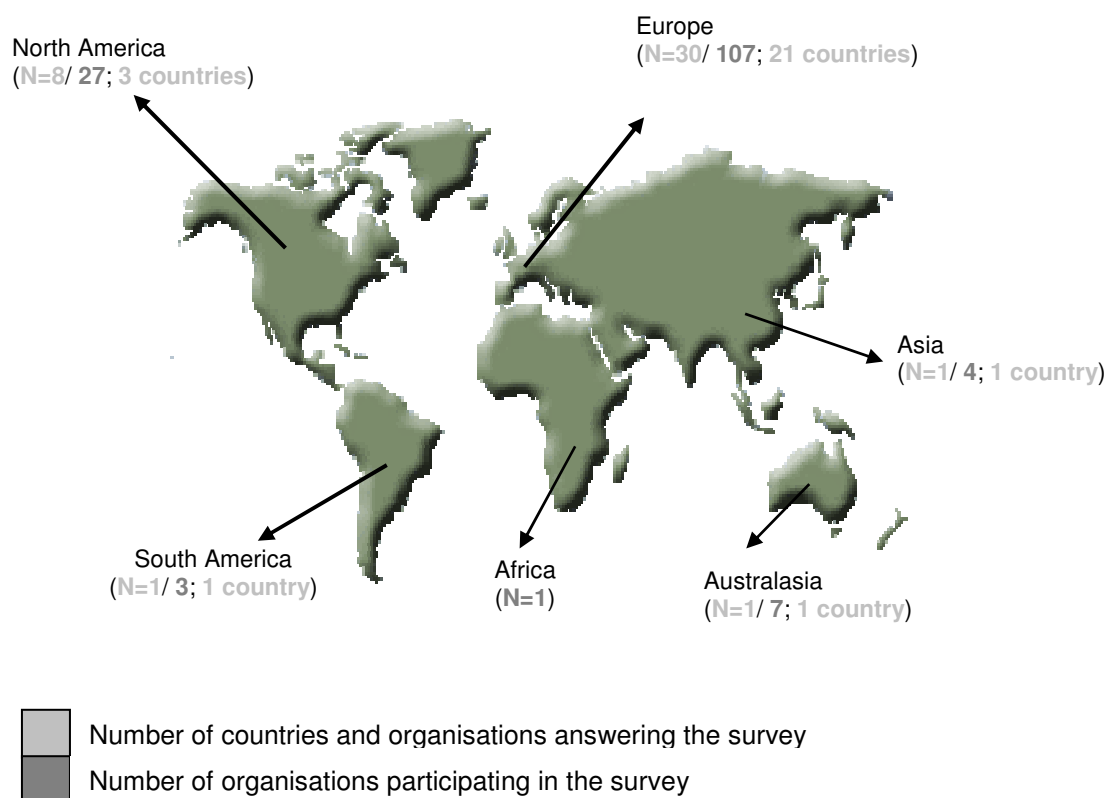 North America
(N=8/ 27; 3 countries)
Europe
(N=30/ 107; 21 countries)
Asia
(N=1/ 4; 1 country)
South America
(N=1/ 3; 1 country)
Africa
(N=1)
Australasia
(N=1/ 7; 1 country)
Number of countries and organisations answering the survey
Number of organisations participating in the survey